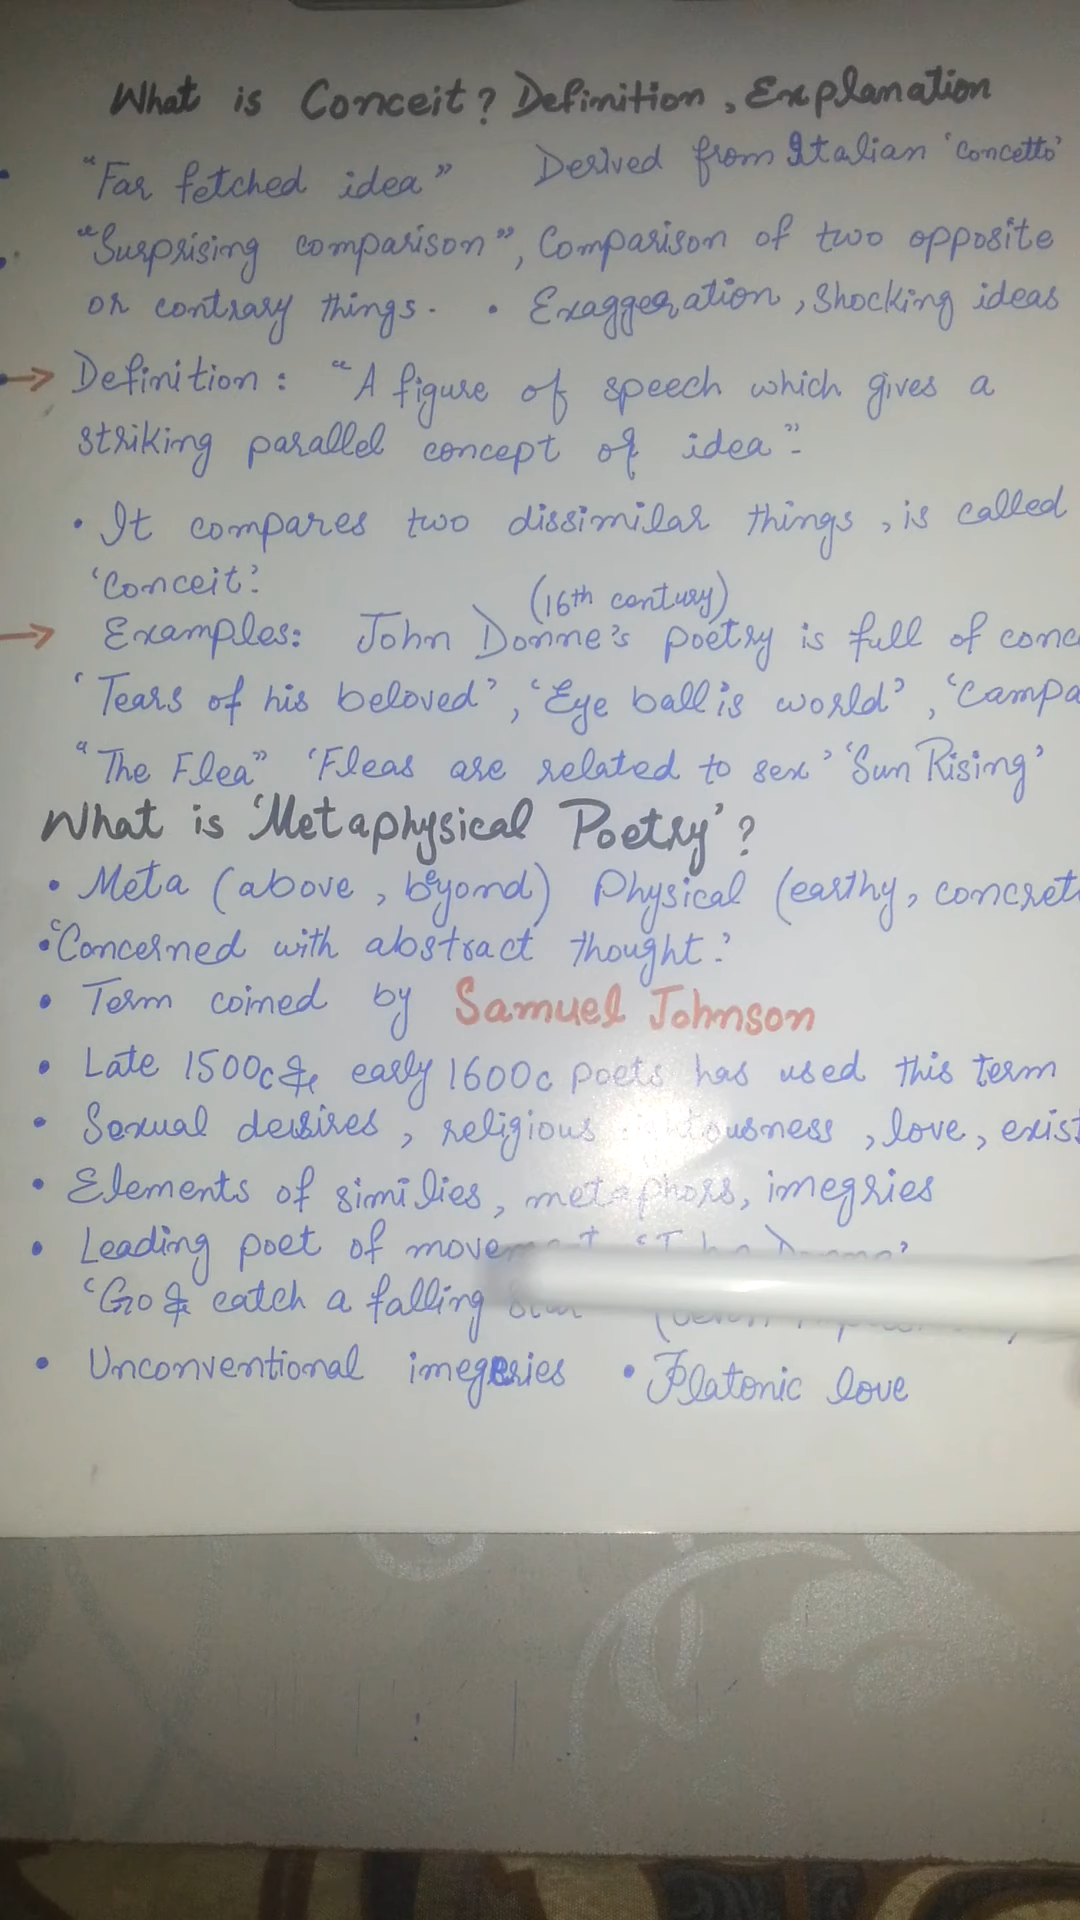 What is Conceit? Definition, Explanation
"Far fetched idea" Derived from Italian 'concetto'
"Surprising comparison", Comparison of two opposite
or contrary things. • Exaggeration, Shocking ideas
→ Definition: "A figure of speech which gives a
striking parallel concept of idea".
• It compares two dissimilar things, is called
'Conceit'.
(16th century)
→ Examples: John Donne's poetry is full of conc
'Tears of his beloved', 'Eye ball is world', 'Campa
"The Flea" 'Fleas are related to sex' 'Sun Rising'
What is 'Metaphysical Poetry'?
• Meta (above, beyond) Physical (earthy, concret
• 'Concerned with abstract thought.'
• Term coined by Samuel Johnson
• Late 1500c & early 1600c poets has used this term
• Sexual desires, religious , love, exist
• Elements of similies, metaphors, imegries
• Leading poet of
'Go & catch a falling
• Unconventional imegeries • Platonic love